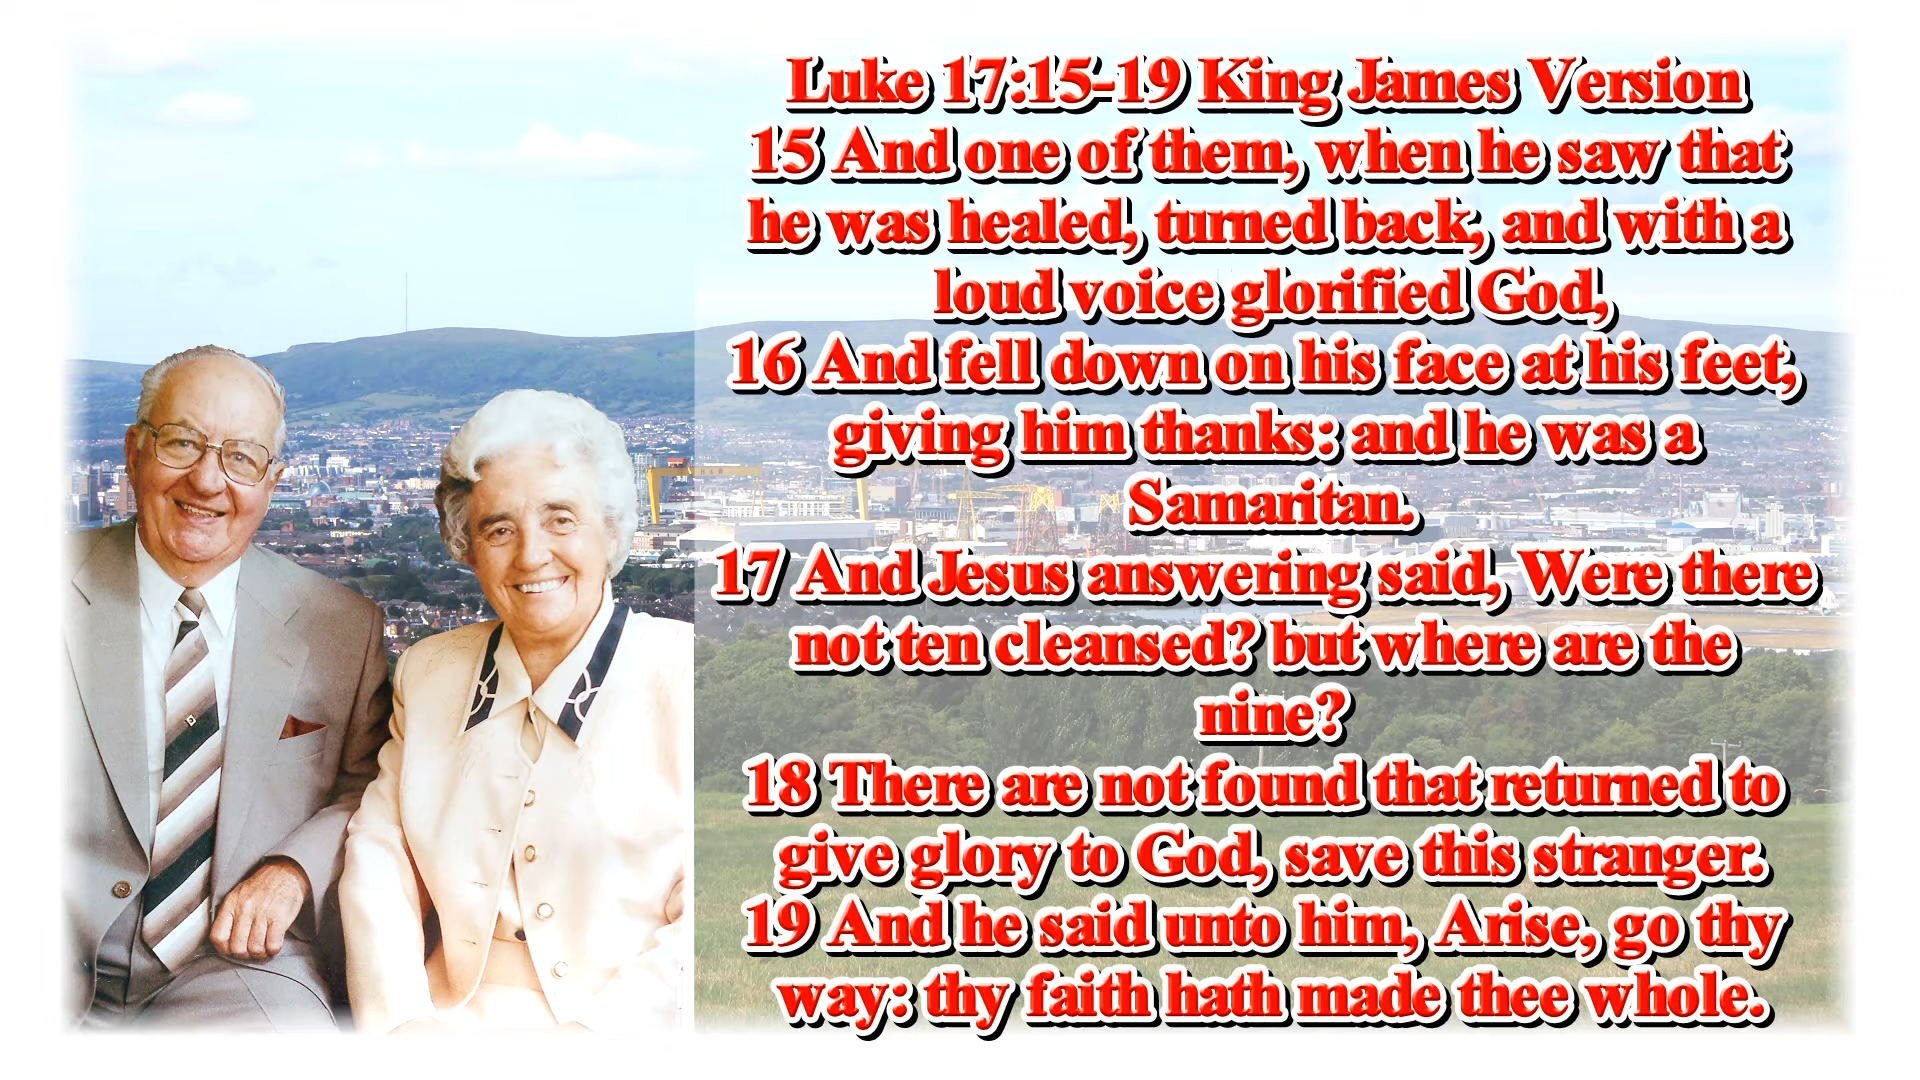 Luke 17:15-19 King James Version
15 And one of them, when he saw that
he was healed, turned back, and with a
loud voice glorified God,
16 And fell down on his face at his feet,
giving him thanks: and he was a
Samaritan.
17 And Jesus answering said, Were there
not ten cleansed? but where are the
nine?
18 There are not found that returned to
give glory to God, save this stranger.
19 And he said unto him, Arise, go thy
way: thy faith hath made thee whole.